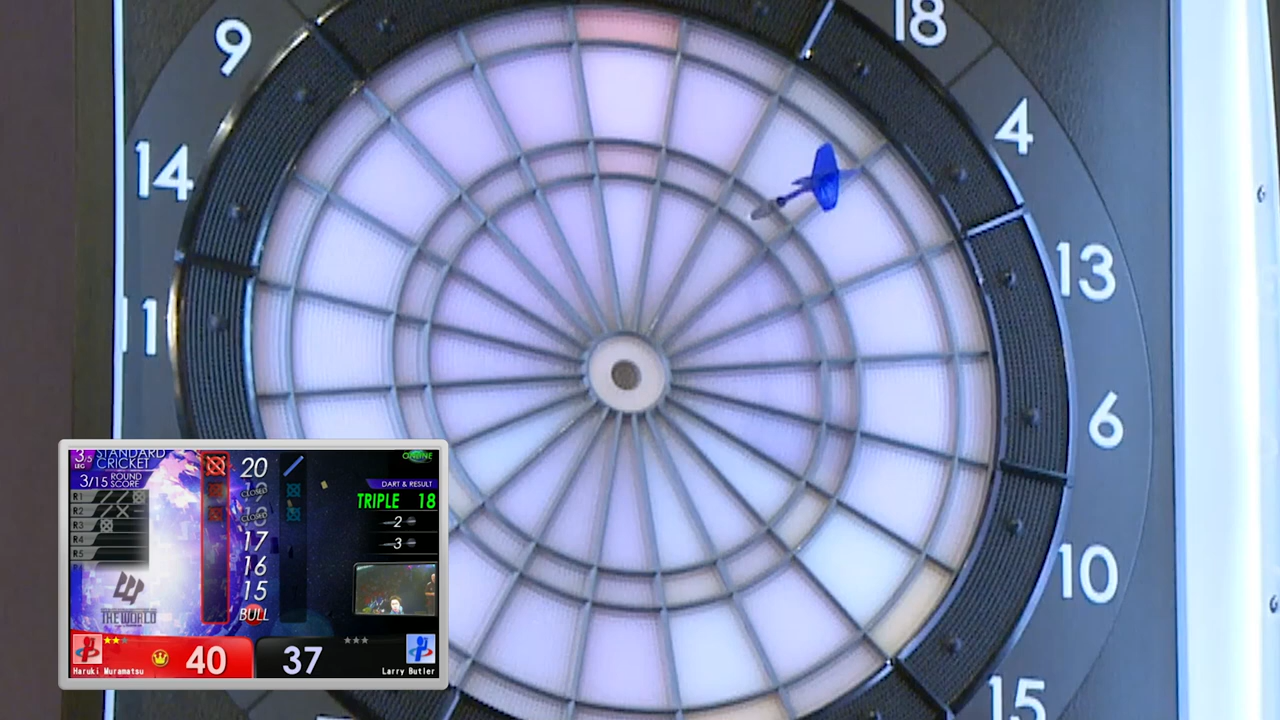 9
18
14
4
13
11
6
10
15
3/5
LEG
STANDARD
CRICKET
ONLINE
3/15 ROUND
SCORE
R1
R2
R3
R4
R5
20
CLOSED
CLOSED
17
16
15
BULL
DART & RESULT
TRIPLE 18
2
3
THE WORLD
40
37
Haruki Muramatsu
Larry Butler